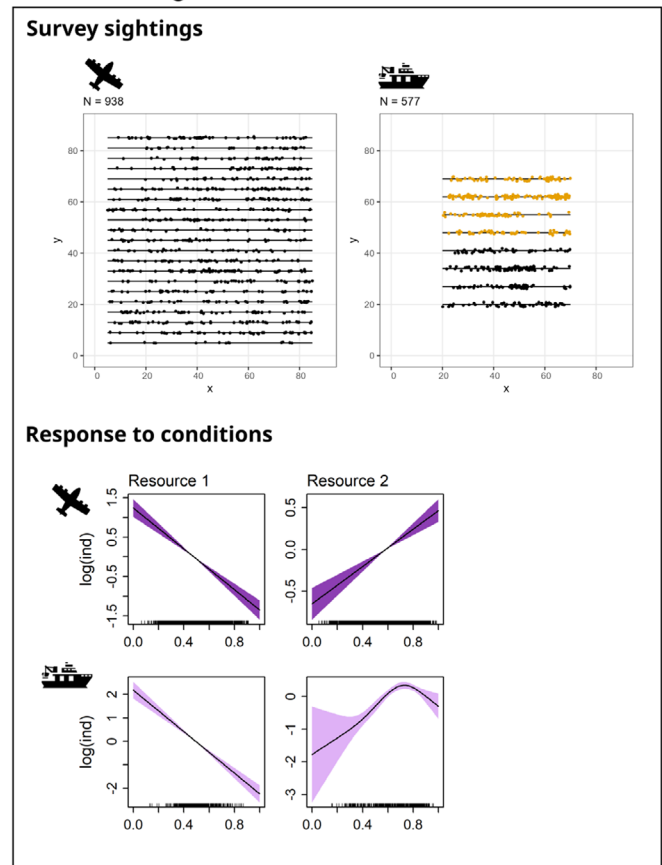 Survey sightings
N = 938
N = 577
80
60
40
20
0
y
0 20 40 60 80
x
80
60
40
20
0
y
0 20 40 60 80
x
Response to conditions
Resource 1
Resource 2
log(ind)
1.5
0.5
-0.5
-1.5
0.0 0.4 0.8
0.5
0.0
-0.5
0.0 0.4 0.8
log(ind)
2
1
0
-2
0.0 0.4 0.8
0
-1
-2
-3
0.0 0.4 0.8